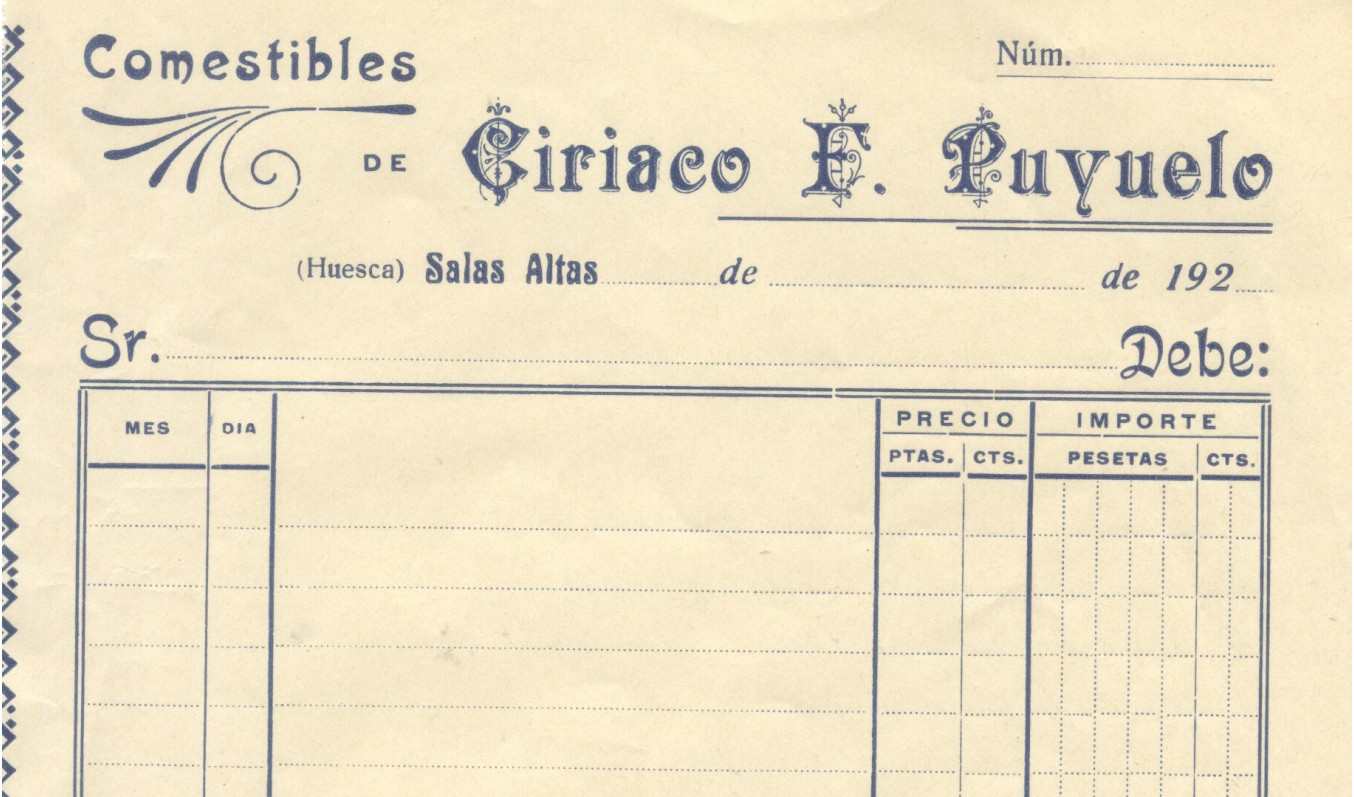 Comestibles
Núm.
DE Ciriaco F. Puyuelo
(Huesca) Salas Altas de de 192
Sr. Debe:
MES DIA PRECIO IMPORTE
PTAS. CTS. PESETAS CTS.